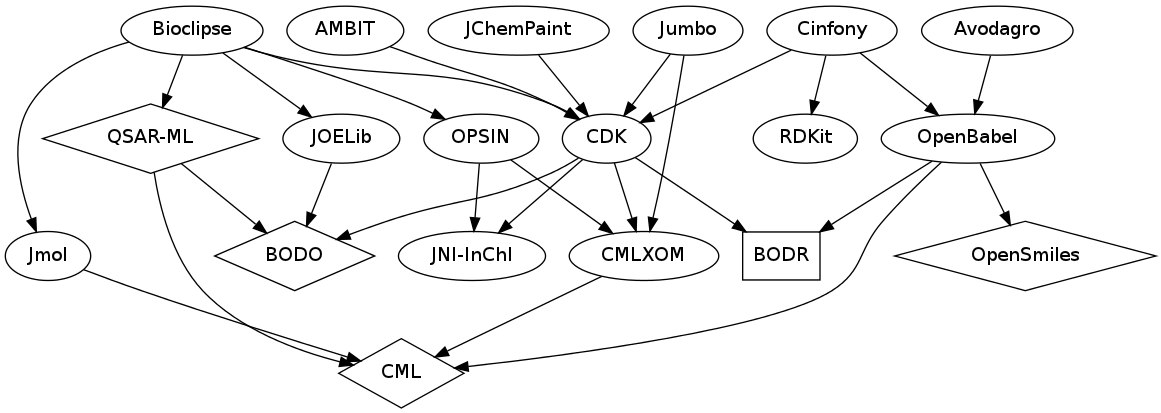 Bioclipse
AMBIT
JChemPaint
Jumbo
Cinfony
Avodagro
QSAR-ML
JOELib
OPSIN
CDK
RDKit
OpenBabel
Jmol
BODO
JNI-InChI
CMLXOM
BODR
OpenSmiles
CML